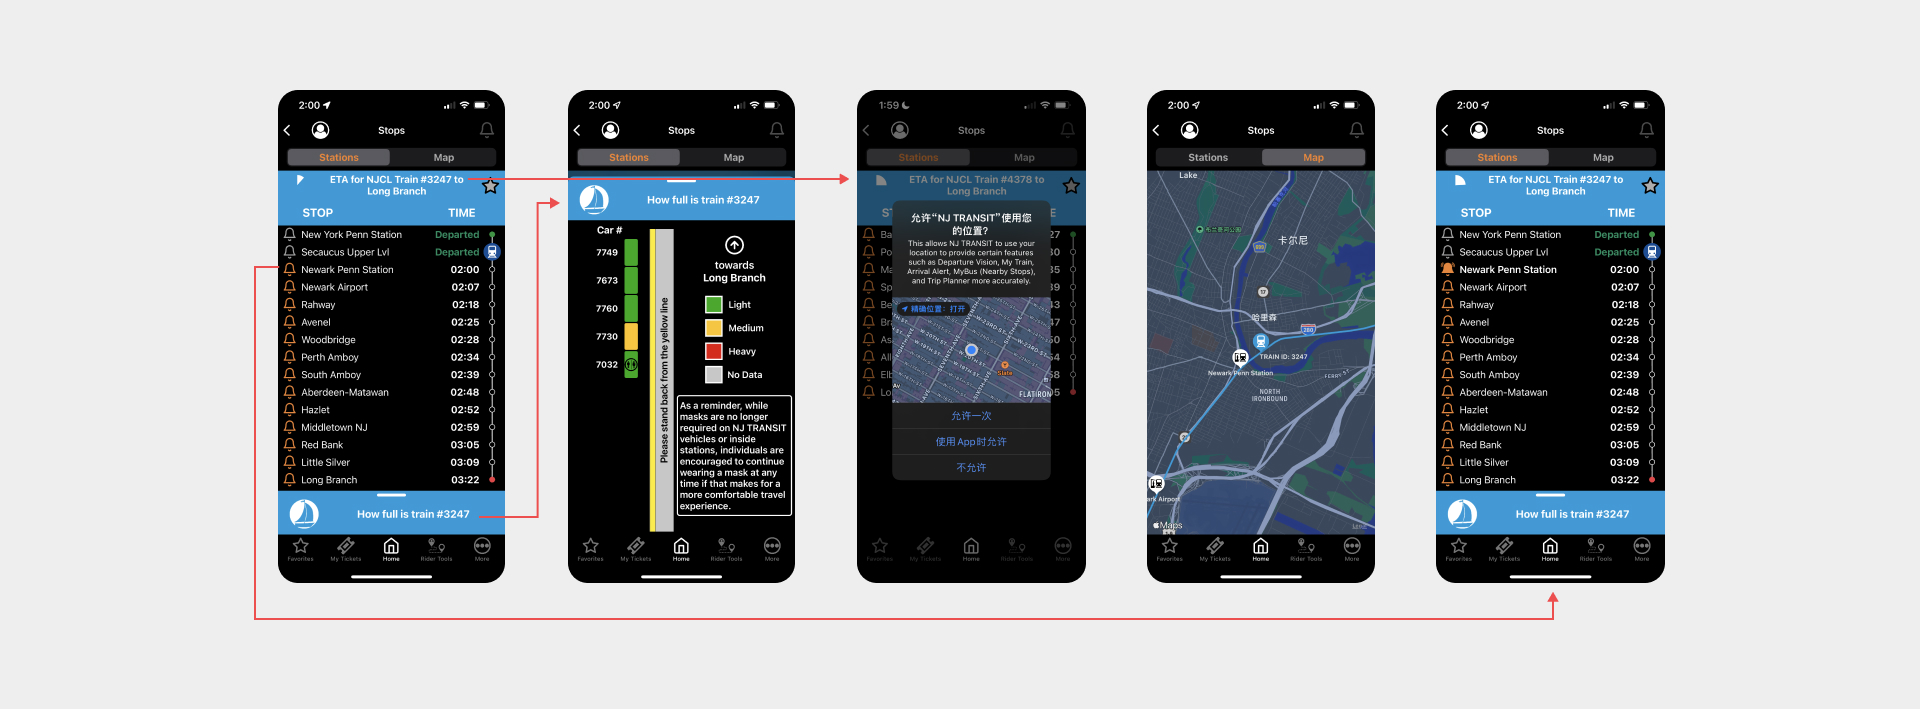 2:00
Stops
Stations
Map
ETA for NJCL Train #3247 to
Long Branch
STOP
TIME
New York Penn Station
Departed
Secaucus Upper Lvl
Departed
Newark Penn Station
02:00
Newark Airport
02:07
Rahway
02:18
Avenel
02:25
Woodbridge
02:28
Perth Amboy
02:34
South Amboy
02:39
Aberdeen-Matawan
02:48
Hazlet
02:52
Middletown NJ
02:59
Red Bank
03:05
Little Silver
03:09
Long Branch
03:22
How full is train #3247
Favorites
My Tickets
Home
Rider Tools
More
2:00
Stops
Stations
Map
How full is train #3247
Car #
7749
7673
7760
7730
7032
Please stand back from the yellow line
towards
Long Branch
Light
Medium
Heavy
No Data
As a reminder, while
masks are no longer
required on NJ TRANSIT
vehicles or inside
stations, individuals are
encouraged to continue
wearing a mask at any
time if that makes for a
more comfortable travel
experience.
Favorites
My Tickets
Home
Rider Tools
More
1:59
Stops
Stations
Map
ETA for NJCL Train #4378 to
Long Branch
允许“NJ TRANSIT”使用您
的位置?
This allows NJ TRANSIT to use your
location to provide certain features
such as Departure Vision, My Train,
Arrival Alert, MyBus (Nearby Stops),
and Trip Planner more accurately.
精确位置：打开
W 23RD ST
W 19TH ST
Slate
FLATIRON
允许一次
使用 App 时允许
不允许
Favorites
My Tickets
Home
Rider Tools
More
2:00
Stops
Stations
Map
Lake
卡尔尼
17
哈里森
280
TRAIN ID: 3247
Newark Penn Station
FERRY ST
NORTH
IRONBOUND
27
ark Airport
Maps
Favorites
My Tickets
Home
Rider Tools
More
2:00
Stops
Stations
Map
ETA for NJCL Train #3247 to
Long Branch
STOP
TIME
New York Penn Station
Departed
Secaucus Upper Lvl
Departed
Newark Penn Station
02:00
Newark Airport
02:07
Rahway
02:18
Avenel
02:25
Woodbridge
02:28
Perth Amboy
02:34
South Amboy
02:39
Aberdeen-Matawan
02:48
Hazlet
02:52
Middletown NJ
02:59
Red Bank
03:05
Little Silver
03:09
Long Branch
03:22
How full is train #3247
Favorites
My Tickets
Home
Rider Tools
More